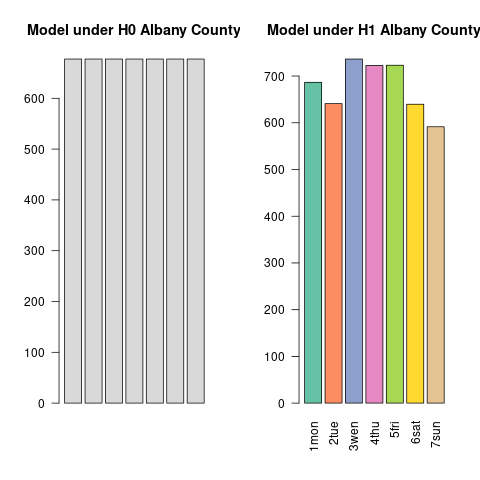 Model under H0 Albany County
Model under H1 Albany County
600
500
400
300
200
100
0
700
600
500
400
300
200
100
0
1mon
2tue
3wen
4thu
5fri
6sat
7sun